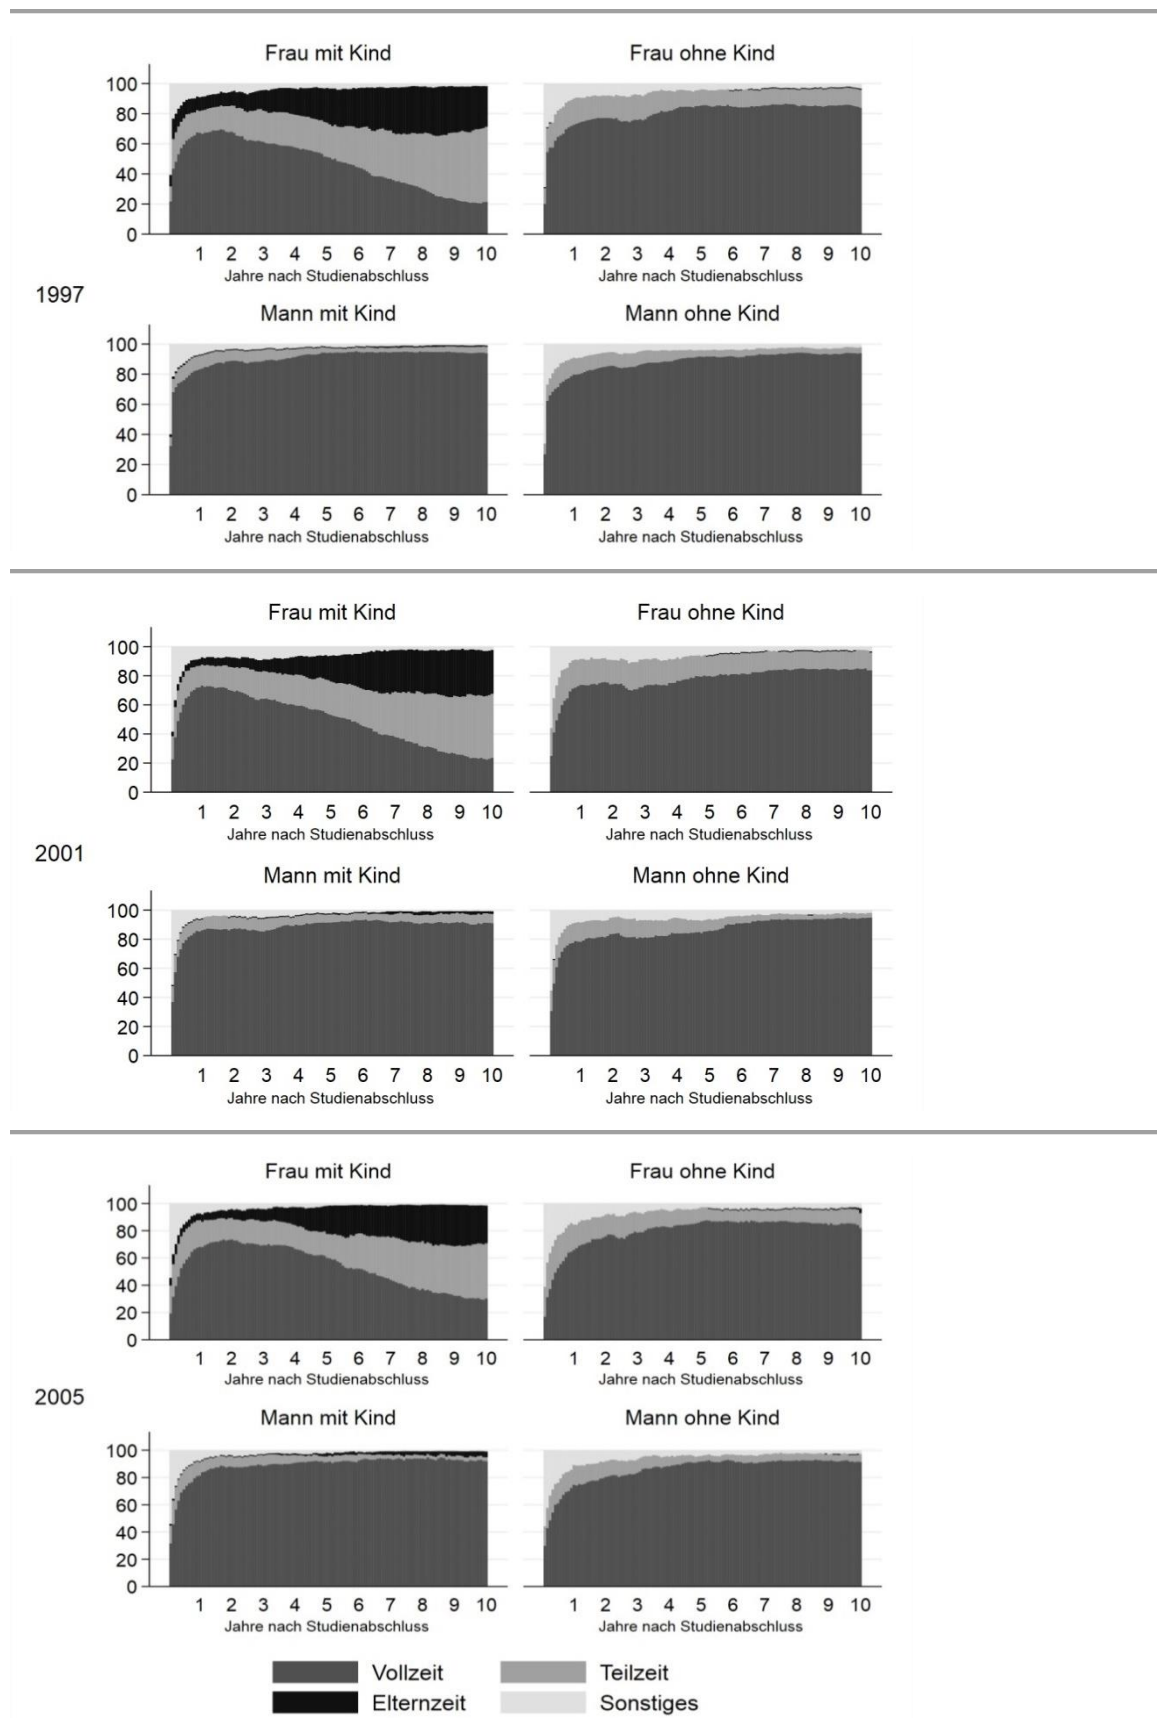 Frau mit Kind
Frau ohne Kind
100
80
60
40
20
0
1 2 3 4 5 6 7 8 9 10
1 2 3 4 5 6 7 8 9 10
Jahre nach Studienabschluss
Jahre nach Studienabschluss
1997
Mann mit Kind
Mann ohne Kind
100
80
60
40
20
0
1 2 3 4 5 6 7 8 9 10
1 2 3 4 5 6 7 8 9 10
Jahre nach Studienabschluss
Jahre nach Studienabschluss
Frau mit Kind
Frau ohne Kind
100
80
60
40
20
0
1 2 3 4 5 6 7 8 9 10
1 2 3 4 5 6 7 8 9 10
Jahre nach Studienabschluss
Jahre nach Studienabschluss
2001
Mann mit Kind
Mann ohne Kind
100
80
60
40
20
0
1 2 3 4 5 6 7 8 9 10
1 2 3 4 5 6 7 8 9 10
Jahre nach Studienabschluss
Jahre nach Studienabschluss
Frau mit Kind
Frau ohne Kind
100
80
60
40
20
0
1 2 3 4 5 6 7 8 9 10
1 2 3 4 5 6 7 8 9 10
Jahre nach Studienabschluss
Jahre nach Studienabschluss
2005
Mann mit Kind
Mann ohne Kind
100
80
60
40
20
0
1 2 3 4 5 6 7 8 9 10
1 2 3 4 5 6 7 8 9 10
Jahre nach Studienabschluss
Jahre nach Studienabschluss
Vollzeit
Teilzeit
Elternzeit
Sonstiges